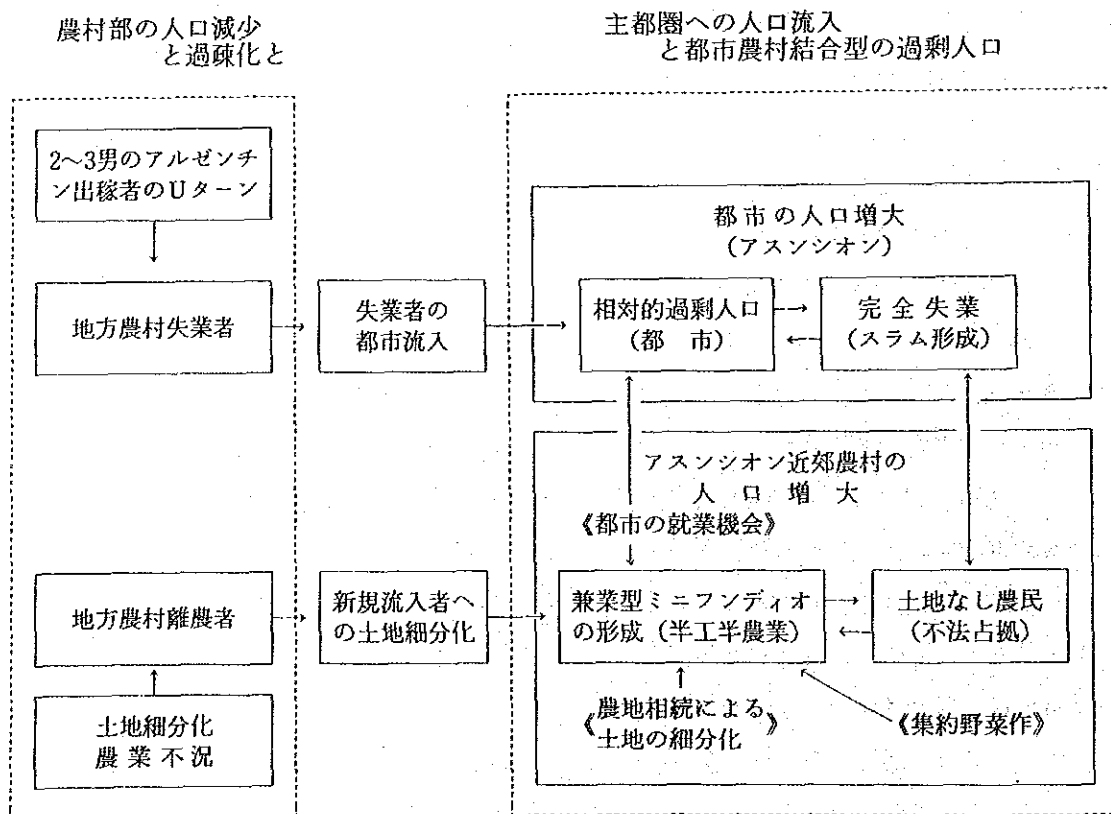 農村部の人口減少
と過疎化と
主都圏への人口流入
と都市農村結合型の過剰人口
2〜3男のアルゼンチ
ン出稼者のUターン
地方農村失業者
失業者の
都市流入
都市の人口増大
(アスンシオン)
相対的過剰人口
(都 市)
完全失業
(スラム形成)
アスンシオン近郊農村の
人 口 増 大
《都市の就業機会》
地方農村離農者
新規流入者へ
の土地細分化
兼業型ミニフンディオ
の形成(半工半農業)
土地なし農民
(不法占拠)
土地細分化
農業不況
《農地相続による
土地の細分化》
《集約野菜作》